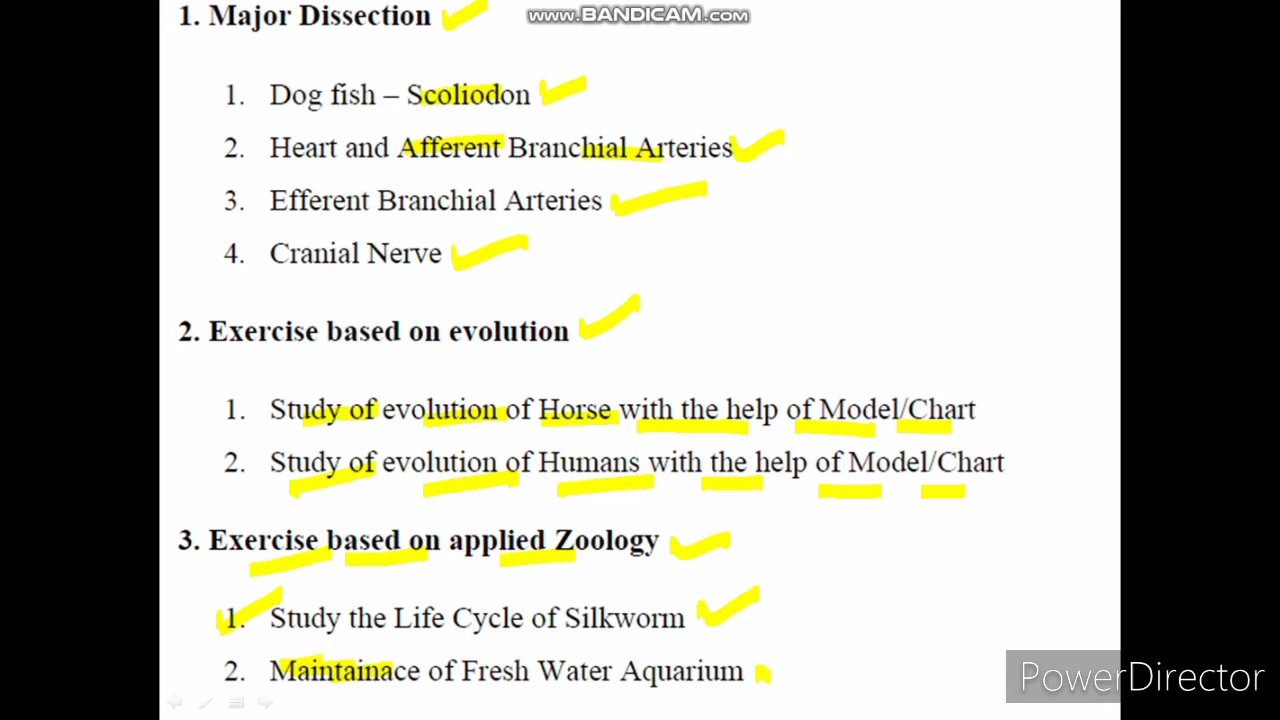 1. Major Dissection
www.BANDICAM.com
1. Dog fish – Scoliodon
2. Heart and Afferent Branchial Arteries
3. Efferent Branchial Arteries
4. Cranial Nerve
2. Exercise based on evolution
1. Study of evolution of Horse with the help of Model/Chart
2. Study of evolution of Humans with the help of Model/Chart
3. Exercise based on applied Zoology
1. Study the Life Cycle of Silkworm
2. Maintainace of Fresh Water Aquarium
PowerDirector